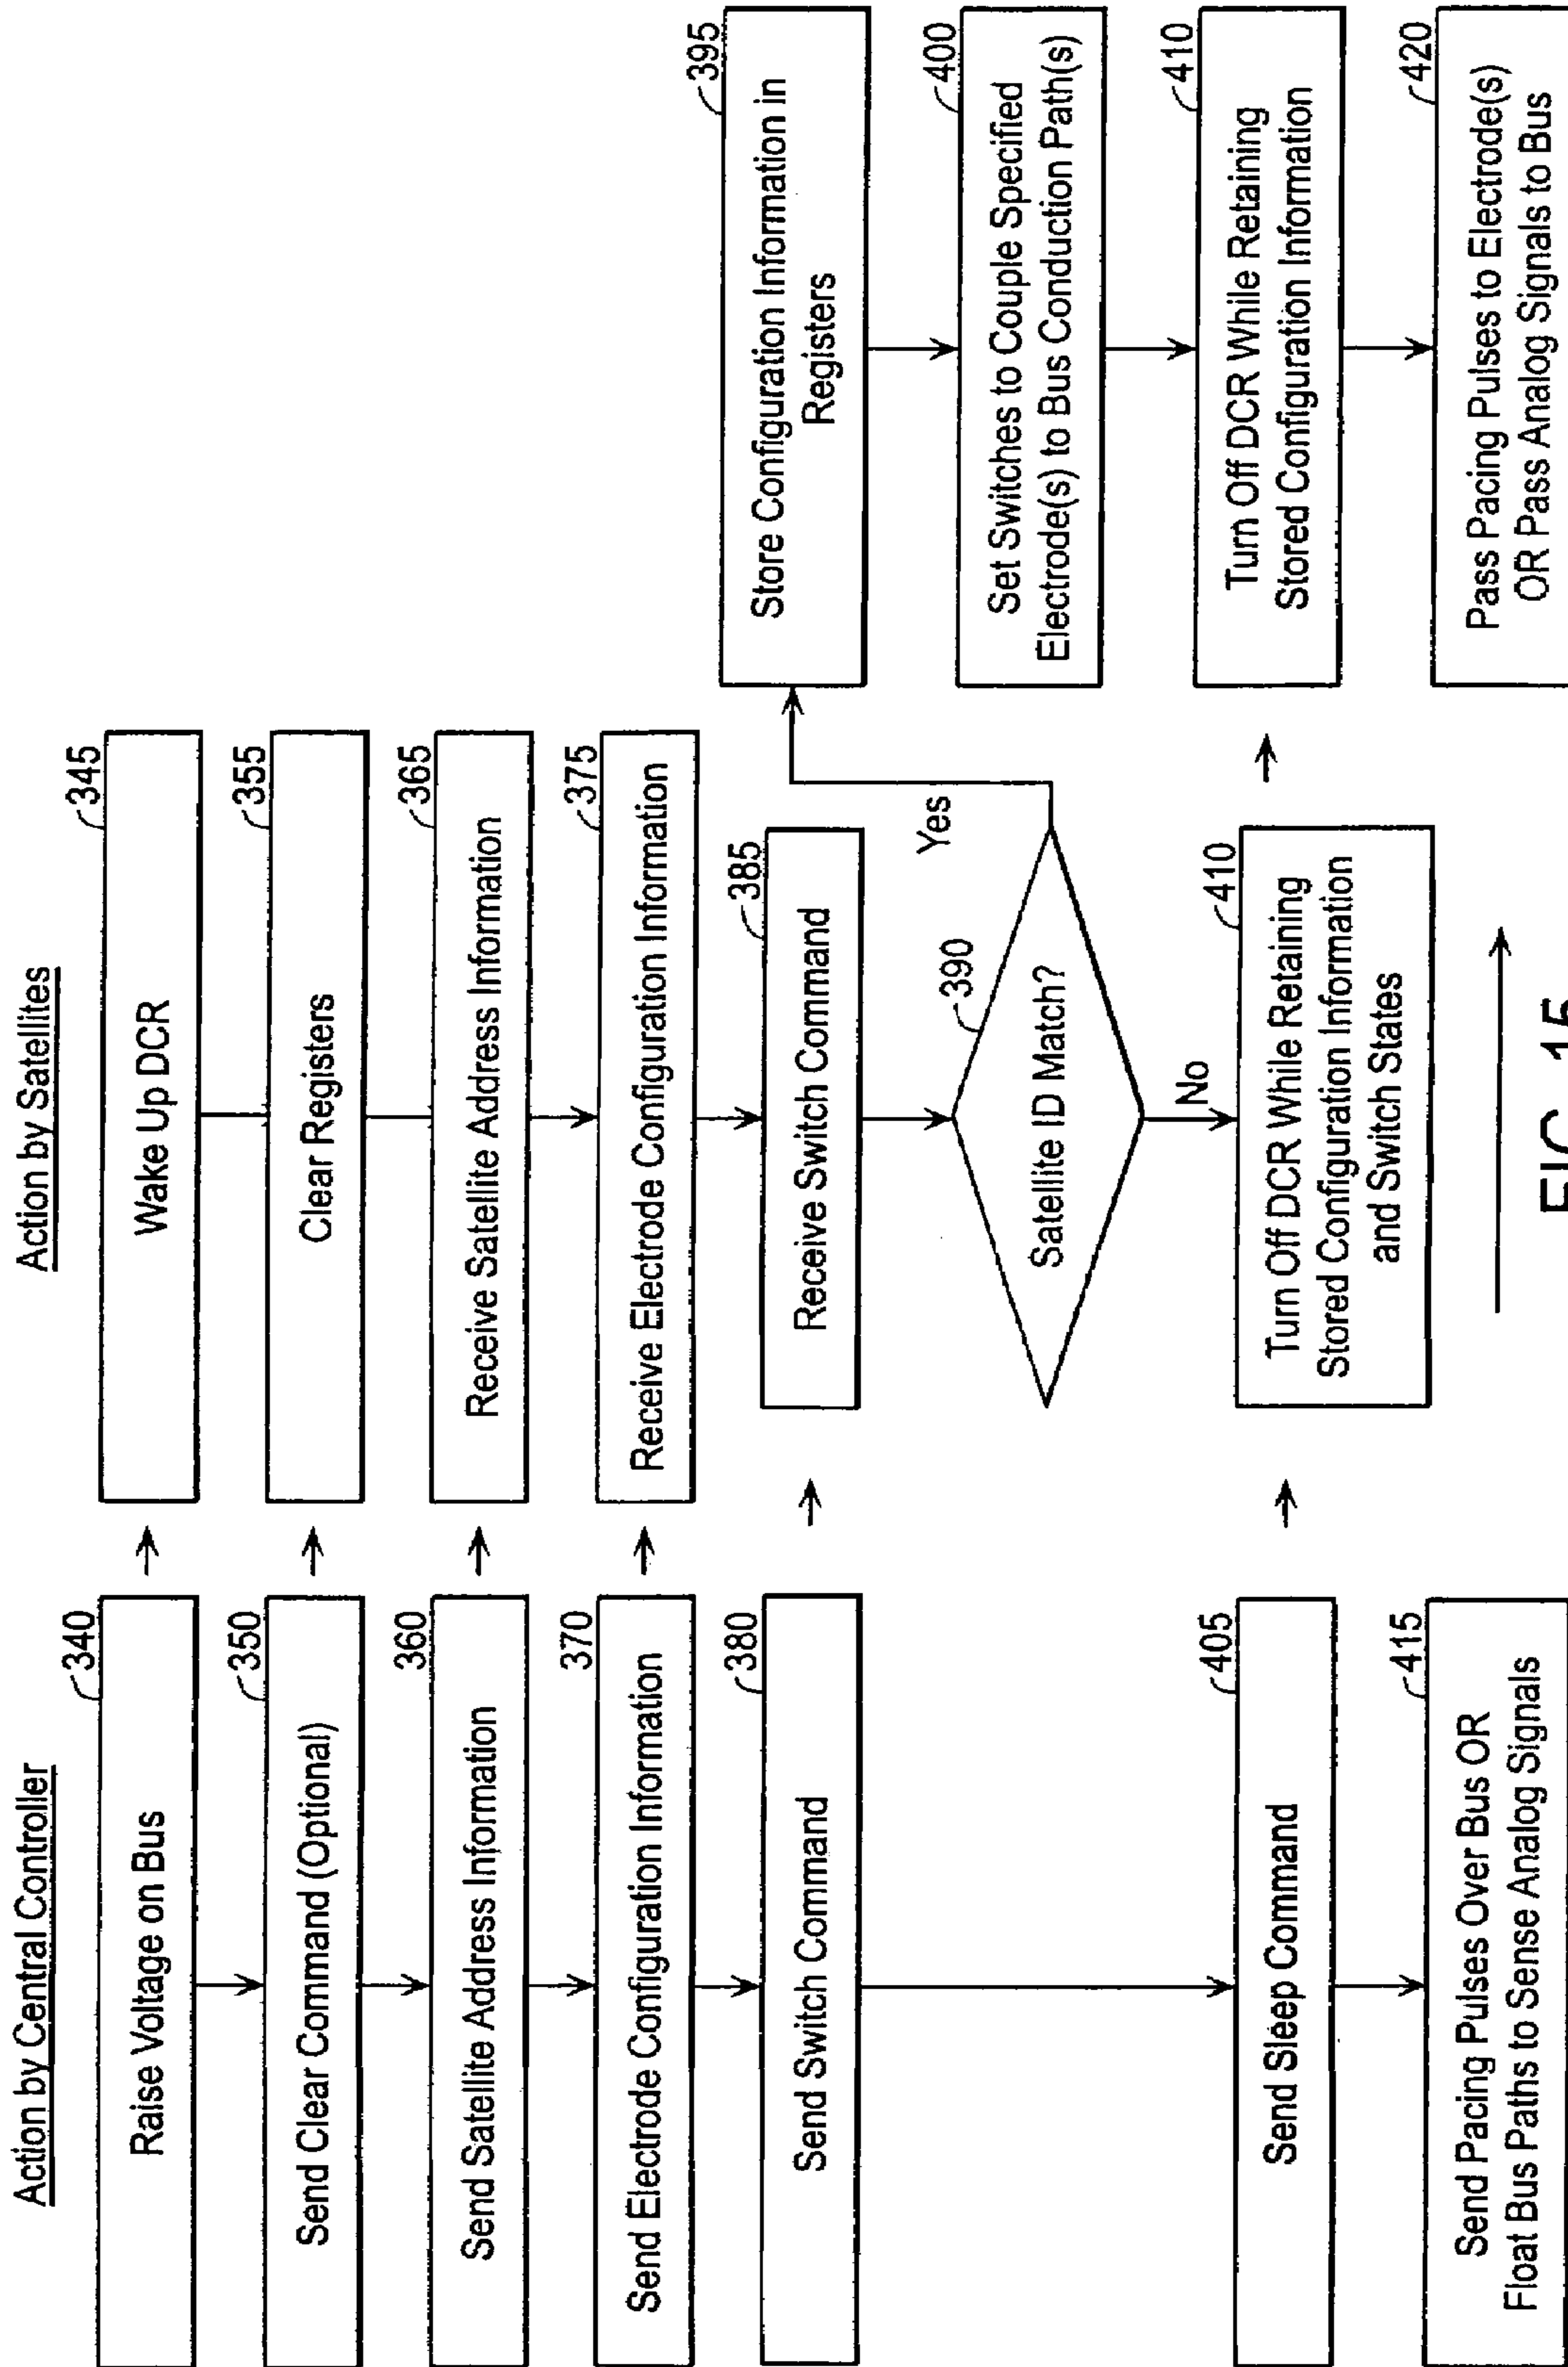 Action by Central Controller
340
Raise Voltage on Bus
350
Send Clear Command (Optional)
360
Send Satellite Address Information
370
Send Electrode Configuration Information
380
Send Switch Command
405
Send Sleep Command
415
Send Pacing Pulses Over Bus OR
Float Bus Paths to Sense Analog Signals
Action by Satellites
345
Wake Up DCR
355
Clear Registers
365
Receive Satellite Address Information
375
Receive Electrode Configuration Information
385
Receive Switch Command
390
Satellite ID Match?
Yes
No
410
Turn Off DCR While Retaining
Stored Configuration Information
and Switch States
395
Store Configuration Information in
Registers
400
Set Switches to Couple Specified
Electrode(s) to Bus Conduction Path(s)
410
Turn Off DCR While Retaining
Stored Configuration Information
420
Pass Pacing Pulses to Electrode(s)
OR Pass Analog Signals to Bus
FIG. 15